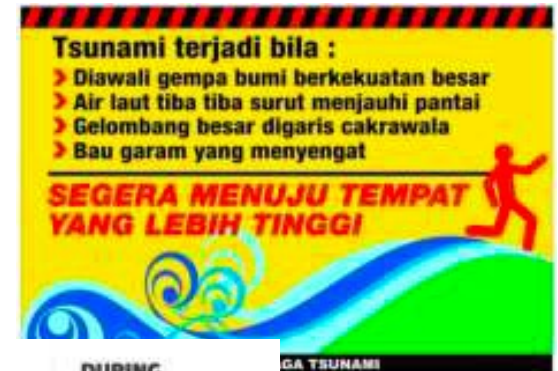 Tsunami terjadi bila :
Diawali gempa bumi berkekuatan besar
Air laut tiba tiba surut menjauhi pantai
Gelombang besar digaris cakrawala
Bau garam yang menyengat
SEGERA MENUJU TEMPAT
YANG LEBIH TINGGI
TSUNAMI
DURING